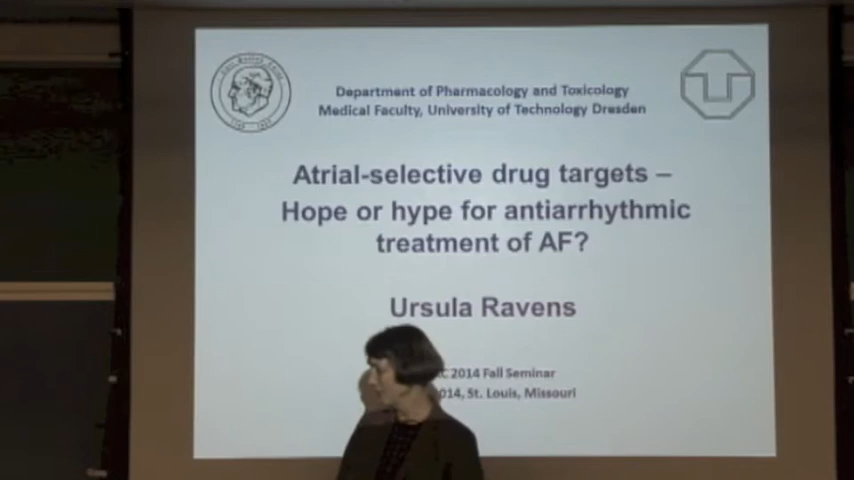 Department of Pharmacology and Toxicology
Medical Faculty, University of Technology Dresden
Atrial-selective drug targets –
Hope or hype for antiarrhythmic
treatment of AF?
Ursula Ravens
2014 Fall Seminar
014, St. Louis, Missouri